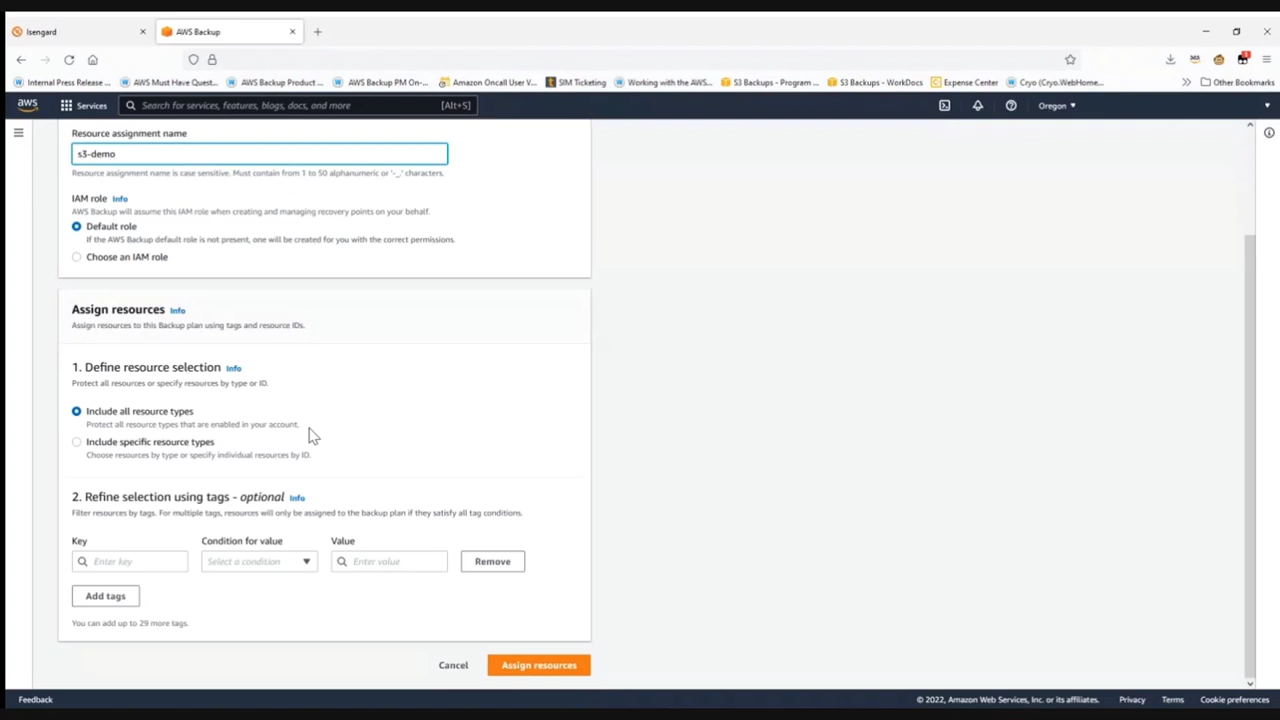 Isengard
AWS Backup
Internal Press Release ...
AWS Must Have Quest...
AWS Backup Product ...
AWS Backup PM On-...
Amazon Oncall User V...
SIM Ticketing
Working with the AWS...
S3 Backups - Program ...
S3 Backups - WorkDocs
Expense Center
Cryo (Cryo.WebHome...
Other Bookmarks
aws
Services
Search for services, features, blogs, docs, and more
[Alt+S]
Oregon
Resource assignment name
s3-demo
Resource assignment name is case sensitive. Must contain from 1 to 50 alphanumeric or '-_.' characters.
IAM role Info
AWS Backup will assume this IAM role when creating and managing recovery points on your behalf.
Default role
If the AWS Backup default role is not present, one will be created for you with the correct permissions.
Choose an IAM role
Assign resources Info
Assign resources to this Backup plan using tags and resource IDs.
1. Define resource selection Info
Protect all resources or specify resources by type or ID.
Include all resource types
Protect all resource types that are enabled in your account.
Include specific resource types
Choose resources by type or specify individual resources by ID.
2. Refine selection using tags - optional Info
Filter resources by tags. For multiple tags, resources will only be assigned to the backup plan if they satisfy all tag conditions.
Key
Condition for value
Value
Enter key
Select a condition
Enter value
Remove
Add tags
You can add up to 29 more tags.
Cancel
Assign resources
Feedback
© 2022, Amazon Web Services, Inc. or its affiliates.
Privacy
Terms
Cookie preferences